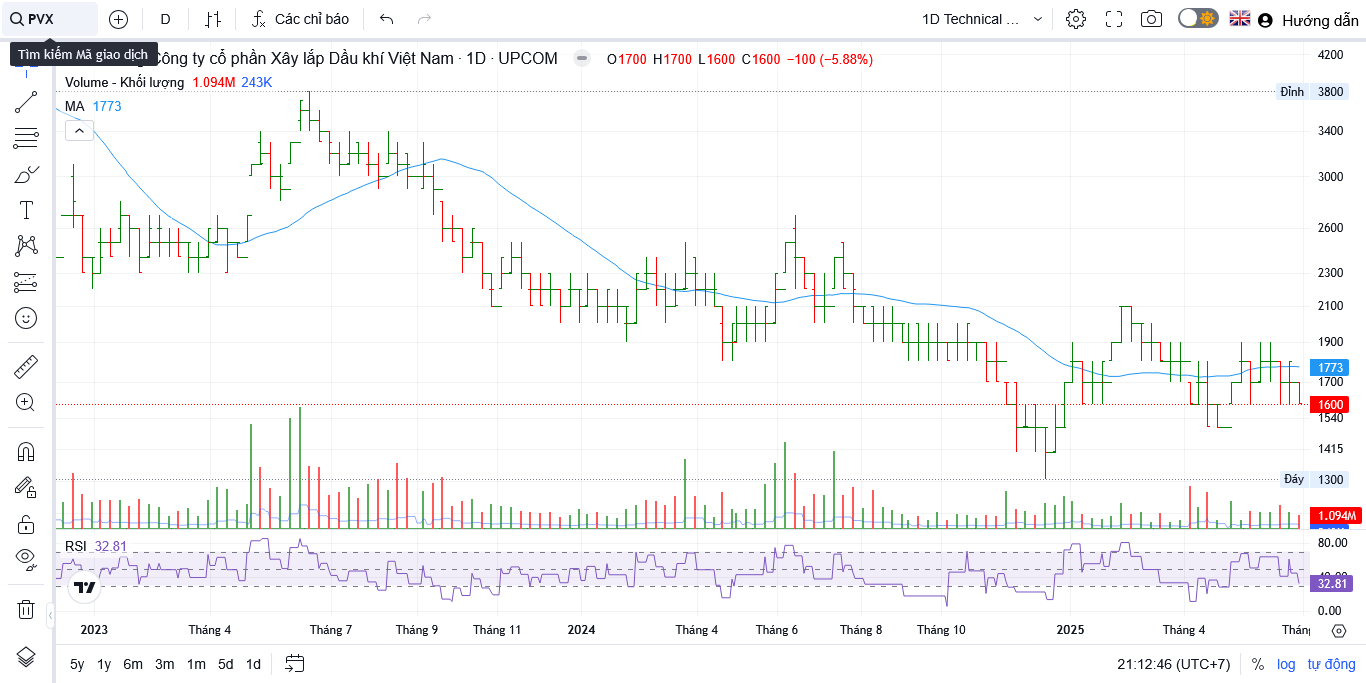 PVX D Các chỉ báo 1D Technical ... Hướng dẫn
Tìm kiếm Mã giao dịch
Công ty cổ phần Xây lắp Dầu khí Việt Nam · 1D · UPCOM O1700 H1700 L1600 C1600 −100 (−5.88%)
Volume - Khối lượng 1.094M 243K
MA 1773
4200
Đỉnh 3800
3400
3000
2600
2300
2100
1900
1773
1700
1600
1540
1415
Đáy 1300
1.094M
RSI 32.81
80.00
32.81
0.00
2023 Tháng 4 Tháng 7 Tháng 9 Tháng 11 2024 Tháng 4 Tháng 6 Tháng 8 Tháng 10 2025 Tháng 4
5y 1y 6m 3m 1m 5d 1d 21:12:46 (UTC+7) % log tự động